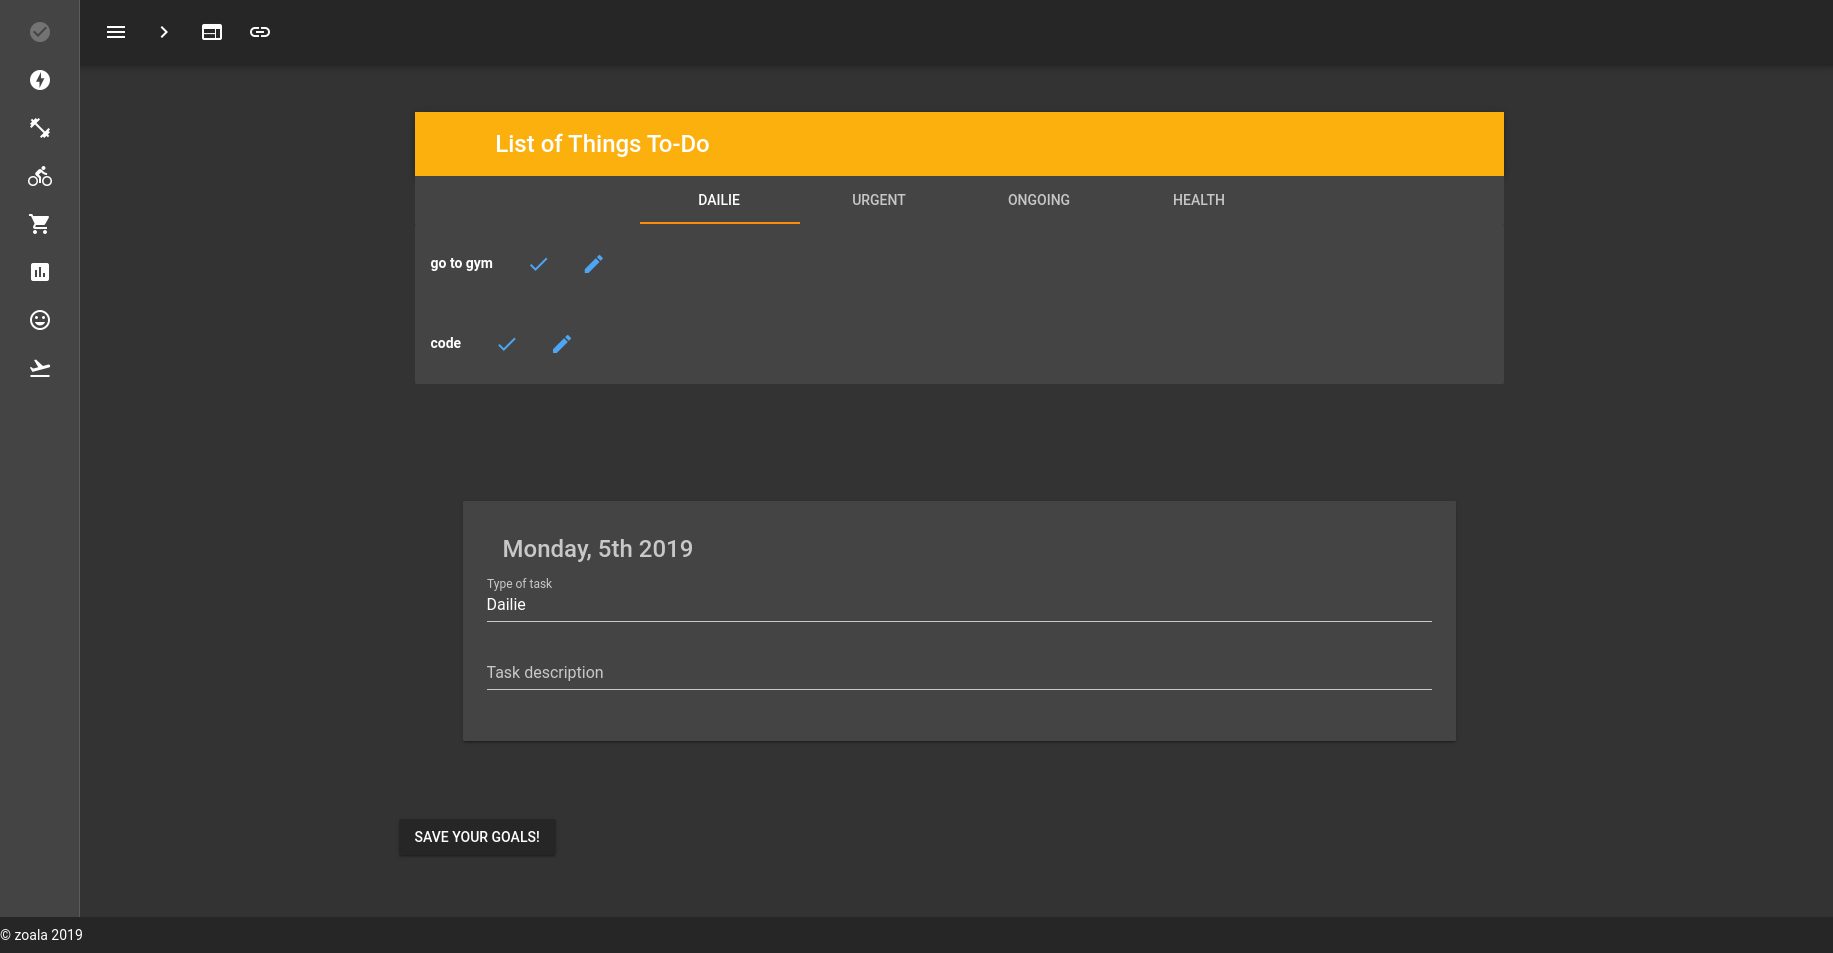 List of Things To-Do
DAILIE URGENT ONGOING HEALTH
go to gym
code
Monday, 5th 2019
Type of task
Dailie
Task description
SAVE YOUR GOALS!
© zoala 2019